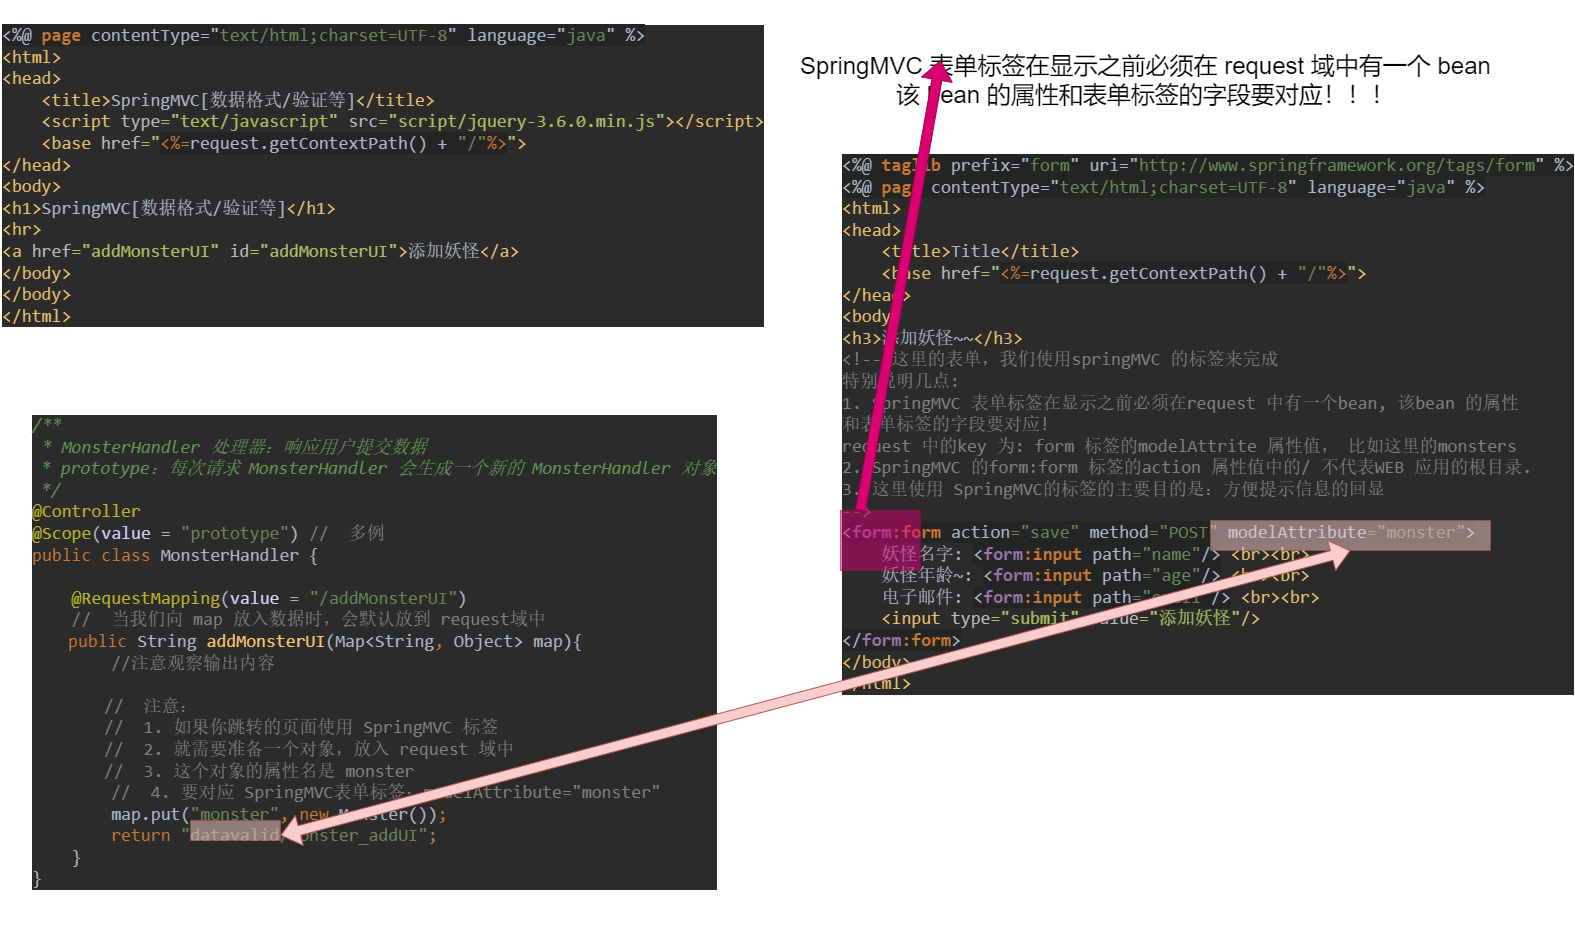 <%@ page contentType="text/html;charset=UTF-8" language="java" %>
<html>
<head>
    <title>SpringMVC[数据格式/验证等]</title>
    <script type="text/javascript" src="script/jquery-3.6.0.min.js"></script>
    <base href="<%=request.getContextPath() + "/"%>">
</head>
<body>
<h1>SpringMVC[数据格式/验证等]</h1>
<hr>
<a href="addMonsterUI" id="addMonsterUI">添加妖怪</a>
</body>
</body>
</html>
SpringMVC 表单标签在显示之前必须在 request 域中有一个 bean
该 bean 的属性和表单标签的字段要对应！！！
<%@ taglib prefix="form" uri="http://www.springframework.org/tags/form" %>
<%@ page contentType="text/html;charset=UTF-8" language="java" %>
<html>
<head>
    <title>Title</title>
    <base href="<%=request.getContextPath() + "/"%>">
</head>
<body>
<h3>添加妖怪~~</h3>
<!-- 这里的表单，我们使用springMVC 的标签来完成
特别说明几点:
1. SpringMVC 表单标签在显示之前必须在request 中有一个bean, 该bean 的属性
和表单标签的字段要对应!
request 中的key 为: form 标签的modelAttrite 属性值， 比如这里的monsters
2. SpringMVC 的form:form 标签的action 属性值中的/ 不代表WEB 应用的根目录.
3. 这里使用 SpringMVC的标签的主要目的是：方便提示信息的回显
-->
<form:form action="save" method="POST" modelAttribute="monster">
    妖怪名字: <form:input path="name"/> <br><br>
    妖怪年龄~: <form:input path="age"/> <br><br>
    电子邮件: <form:input path="email"/> <br><br>
    <input type="submit" value="添加妖怪"/>
</form:form>
</body>
</html>
/**
 * MonsterHandler 处理器：响应用户提交数据
 * prototype：每次请求 MonsterHandler 会生成一个新的 MonsterHandler 对象
 */
@Controller
@Scope(value = "prototype") //  多例
public class MonsterHandler {
    @RequestMapping(value = "/addMonsterUI")
    //  当我们向 map 放入数据时，会默认放到 request域中
    public String addMonsterUI(Map<String, Object> map){
        //注意观察输出内容
        //  注意：
        //  1. 如果你跳转的页面使用 SpringMVC 标签
        //  2. 就需要准备一个对象，放入 request 域中
        //  3. 这个对象的属性名是 monster
        //  4. 要对应 SpringMVC表单标签：modelAttribute="monster"
        map.put("monster", new Monster());
        return "datavalid/monster_addUI";
    }
}